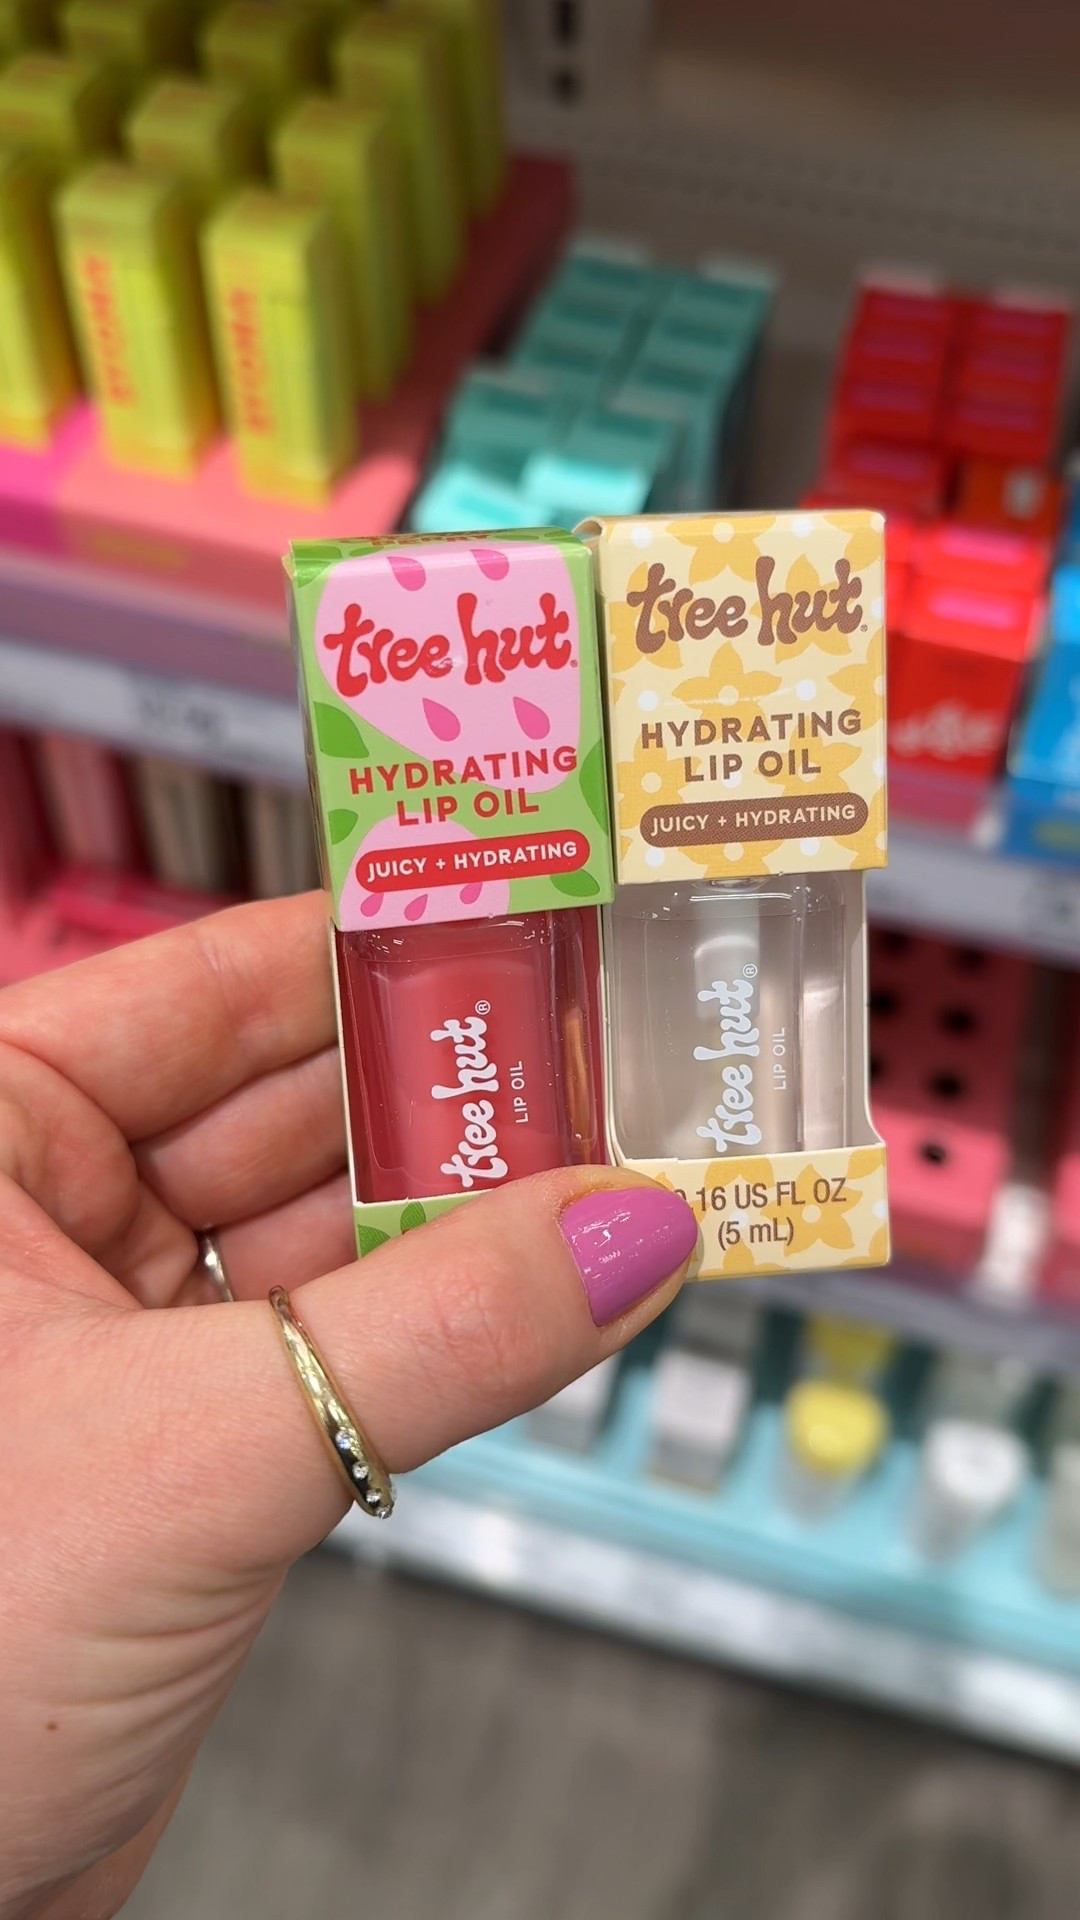 tree hut®
HYDRATING
LIP OIL
JUICY + HYDRATING
tree hut®
LIP OIL
tree hut®
HYDRATING
LIP OIL
JUICY + HYDRATING
tree hut®
LIP OIL
.16 US FL OZ
(5 mL)